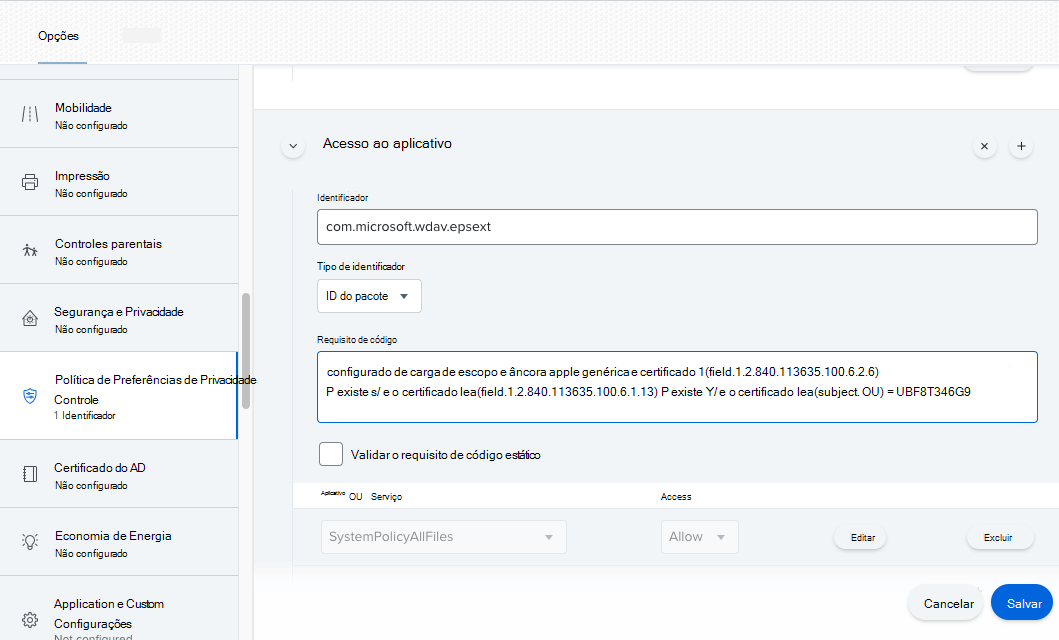 Opções
Mobilidade
Não configurado
Impressão
Não configurado
Controles parentais
Não configurado
Segurança e Privacidade
Não configurado
Política de Preferências de Privacidade
Controle
1 Identificador
Certificado do AD
Não configurado
Economia de Energia
Não configurado
Application e Custom
Configurações
Not configured
Acesso ao aplicativo
Identificador
com.microsoft.wdav.epsext
Tipo de identificador
ID do pacote
Requisito de código
configurado de carga de escopo e âncora apple genérica e certificado 1(field.1.2.840.113635.100.6.2.6)
P existe s/ e o certificado lea(field.1.2.840.113635.100.6.1.13) P existe Y/ e o certificado lea(subject. OU) = UBF8T346G9
Validar o requisito de código estático
Aplicativo OU Serviço Access
SystemPolicyAllFiles Allow Editar Excluir
Cancelar Salvar